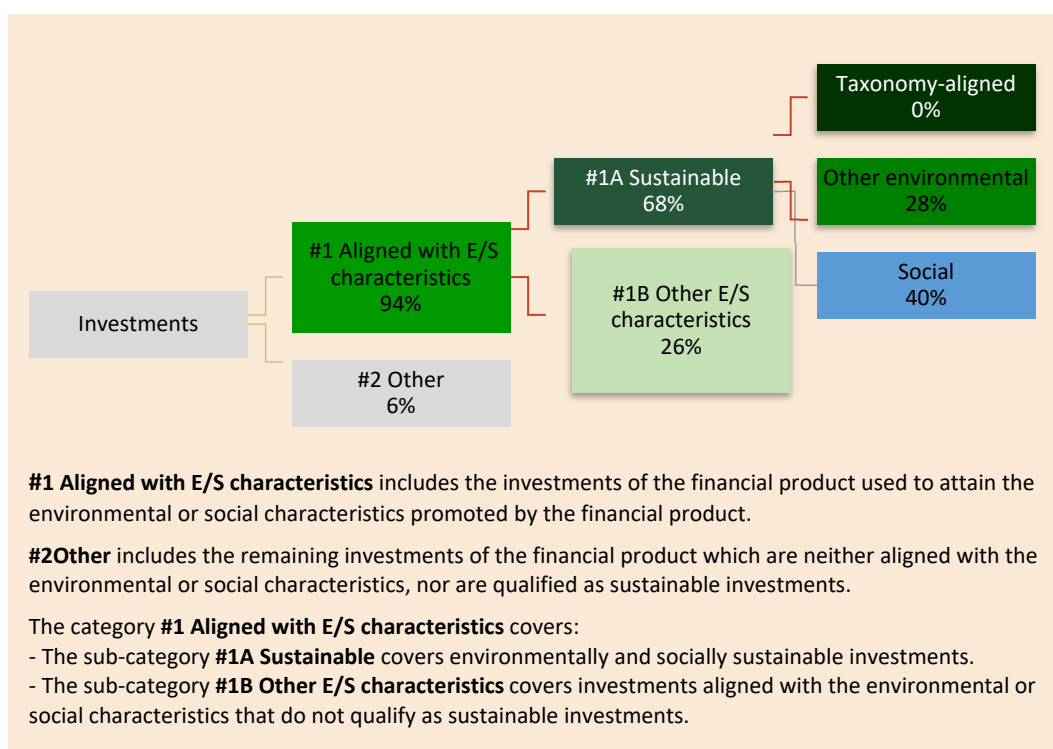 Taxonomy-aligned
0%
#1A Sustainable
68%
Other environmental
28%
#1 Aligned with E/S
characteristics
94%
Social
40%
#1B Other E/S
characteristics
26%
Investments
#2 Other
6%
#1 Aligned with E/S characteristics includes the investments of the financial product used to attain the
environmental or social characteristics promoted by the financial product.
#2Other includes the remaining investments of the financial product which are neither aligned with the
environmental or social characteristics, nor are qualified as sustainable investments.
The category #1 Aligned with E/S characteristics covers:
- The sub-category #1A Sustainable covers environmentally and socially sustainable investments.
- The sub-category #1B Other E/S characteristics covers investments aligned with the environmental or
social characteristics that do not qualify as sustainable investments.